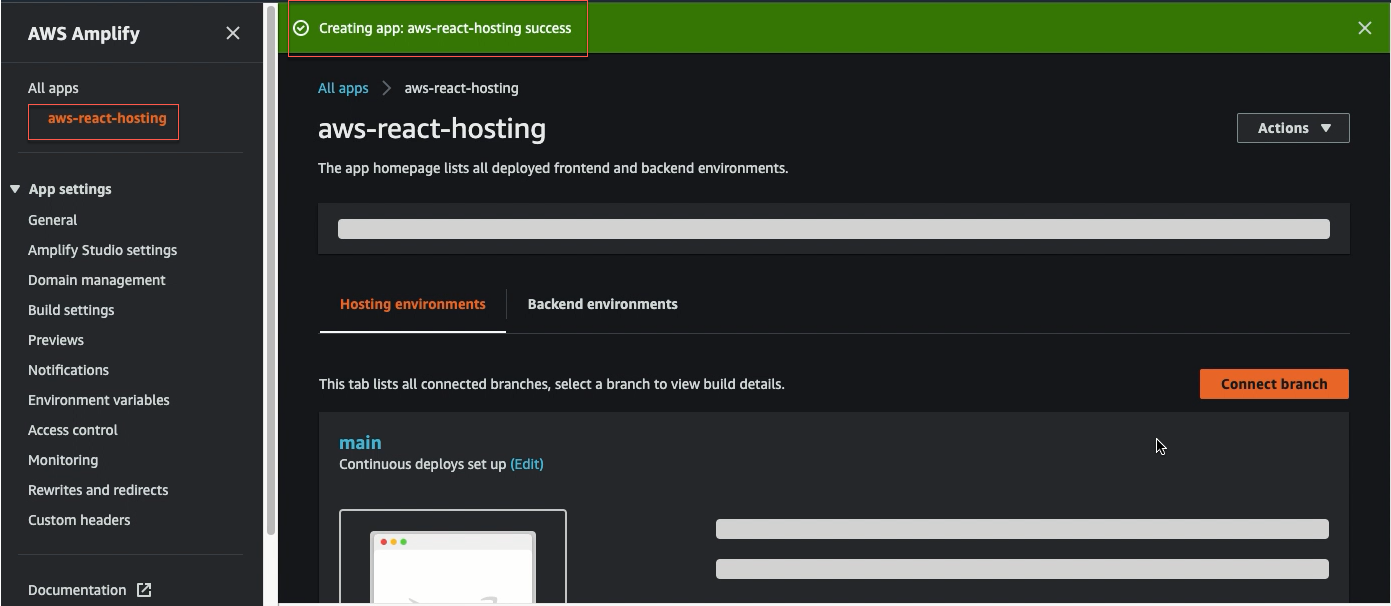 AWS Amplify
All apps
aws-react-hosting
App settings
General
Amplify Studio settings
Domain management
Build settings
Previews
Notifications
Environment variables
Access control
Monitoring
Rewrites and redirects
Custom headers
Documentation
Creating app: aws-react-hosting success
All apps > aws-react-hosting
aws-react-hosting
Actions
The app homepage lists all deployed frontend and backend environments.
Hosting environments
Backend environments
This tab lists all connected branches, select a branch to view build details.
Connect branch
main
Continuous deploys set up (Edit)